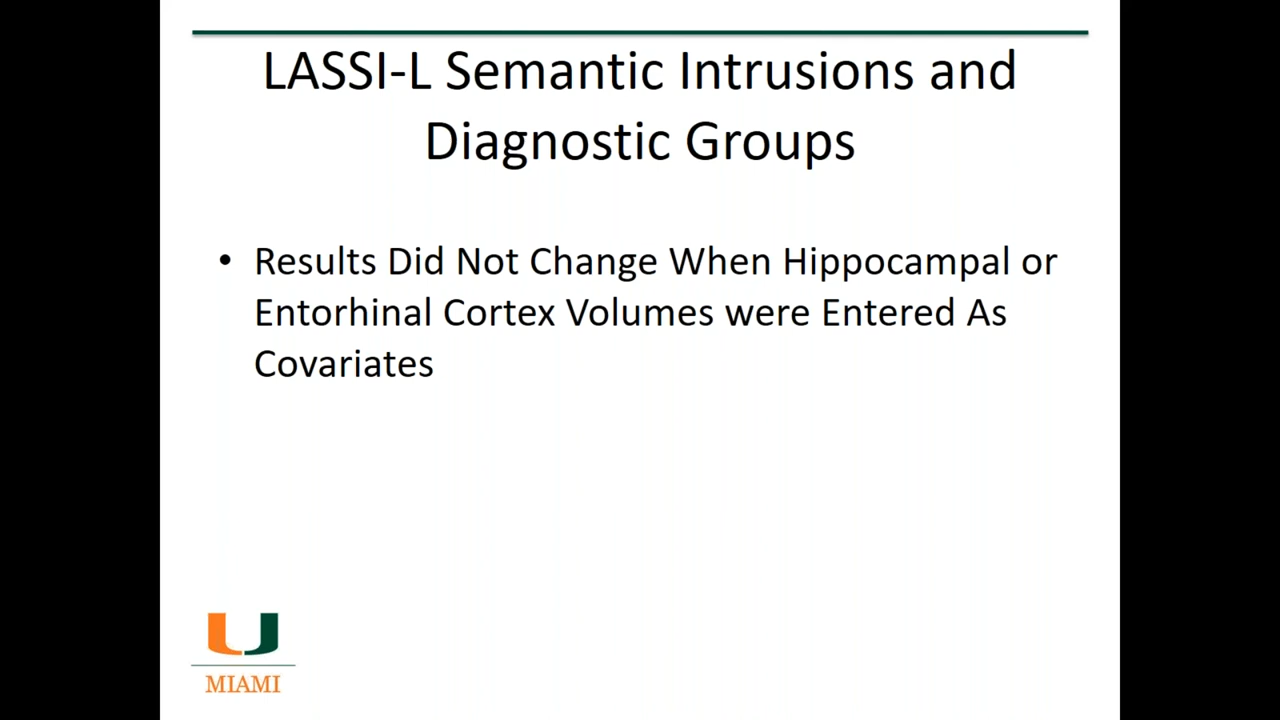 LASSI-L Semantic Intrusions and
Diagnostic Groups
• Results Did Not Change When Hippocampal or
Entorhinal Cortex Volumes were Entered As
Covariates
U
MIAMI